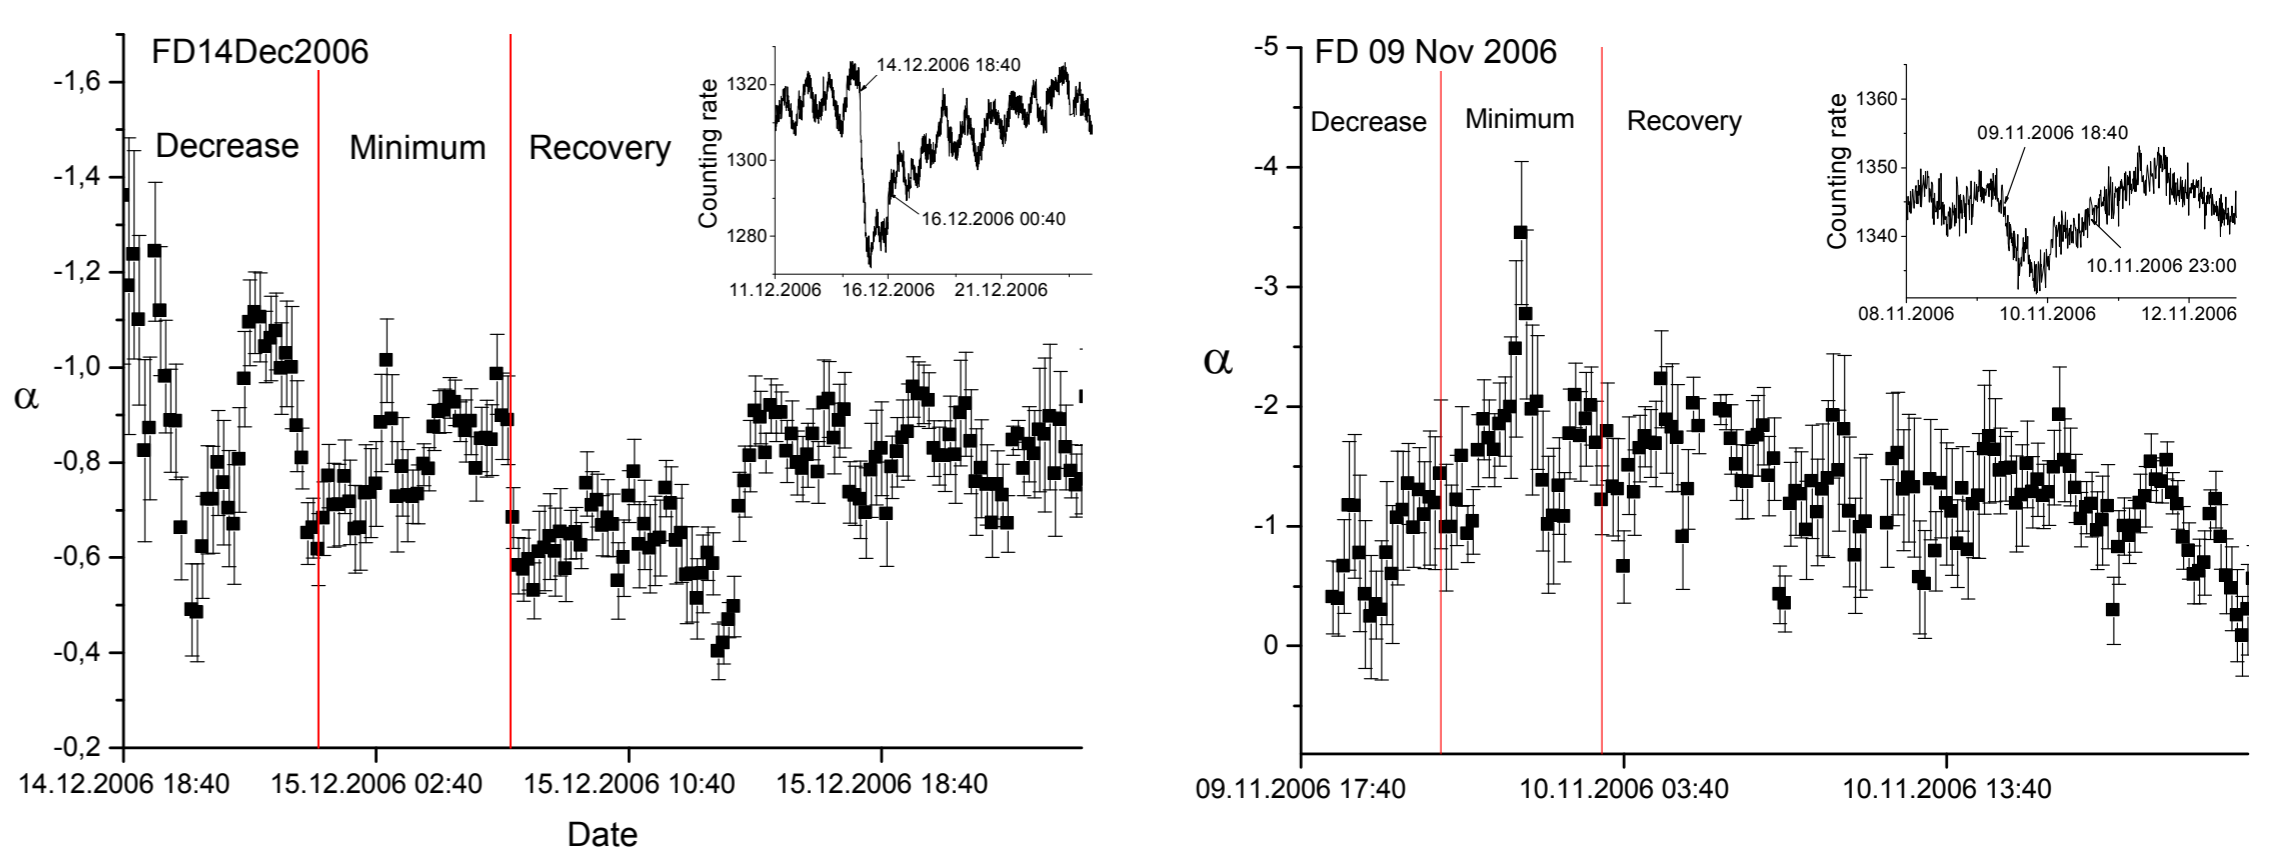 FD14Dec2006
Decrease
Minimum
Recovery
-1,6
-1,4
-1,2
-1,0
-0,8
-0,6
-0,4
-0,2
α
14.12.2006 18:40
15.12.2006 02:40
15.12.2006 10:40
15.12.2006 18:40
Date
Counting rate
1320
1300
1280
14.12.2006 18:40
16.12.2006 00:40
11.12.2006
16.12.2006
21.12.2006
FD 09 Nov 2006
Decrease
Minimum
Recovery
-5
-4
-3
-2
-1
0
α
09.11.2006 17:40
10.11.2006 03:40
10.11.2006 13:40
Counting rate
1360
1350
1340
09.11.2006 18:40
10.11.2006 23:00
08.11.2006
10.11.2006
12.11.2006